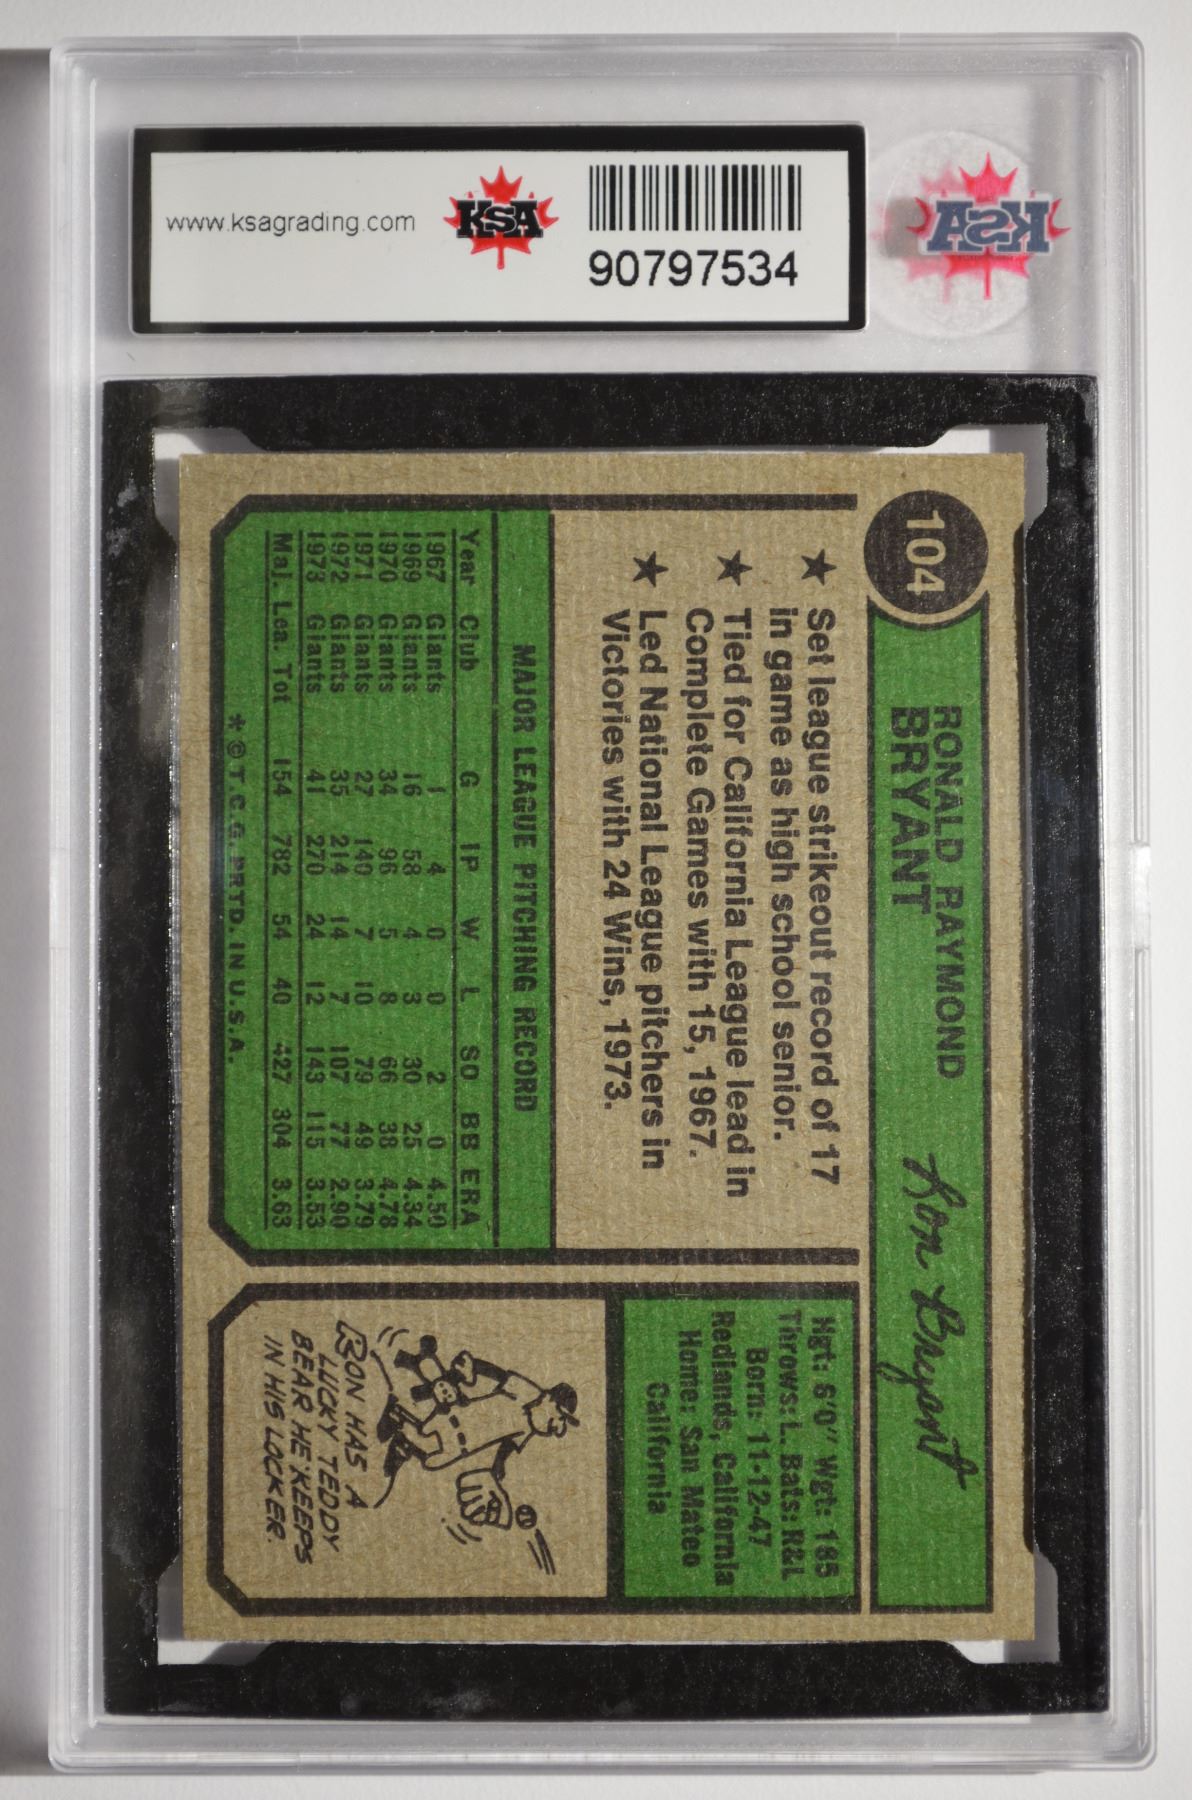 www.ksagrading.com
KSA
90797534
KSA
104
RONALD RAYMOND
BRYANT
Ron Bryant
★ Set league strikeout record of 17
in game as high school senior.
★ Tied for California League lead in
Complete Games with 15, 1967.
★ Led National League pitchers in
Victories with 24 Wins, 1973.
Hgt: 6'0" Wgt: 185
Throws: L. Bats: R&L
Born: 11-12-47
Redlands, California
Home: San Mateo
California
MAJOR LEAGUE PITCHING RECORD
Year Club G IP W L SO BB ERA
1967 Giants 1 4 0 0 2 0 4.50
1969 Giants 16 58 4 3 30 25 4.34
1970 Giants 34 96 5 8 66 38 4.78
1971 Giants 27 140 7 10 79 49 3.79
1972 Giants 35 214 14 7 107 77 2.90
1973 Giants 41 270 24 12 143 115 3.53
Maj. Lea. Tot 154 782 54 40 427 304 3.63
*©T.C.G. PRTD. IN U.S.A.
RON HAS A
LUCKY TEDDY
BEAR HE KEEPS
IN HIS LOCKER.